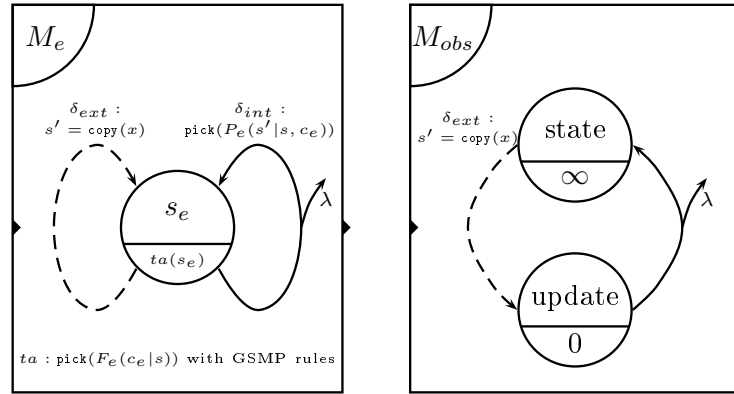 M_e
δ_ext :
s′ = copy(x)
δ_int :
pick(P_e(s′|s, c_e))
s_e
ta(s_e)
λ
ta : pick(F_e(c_e|s)) with GSMP rules
M_obs
δ_ext :
s′ = copy(x)
state
∞
λ
update
0